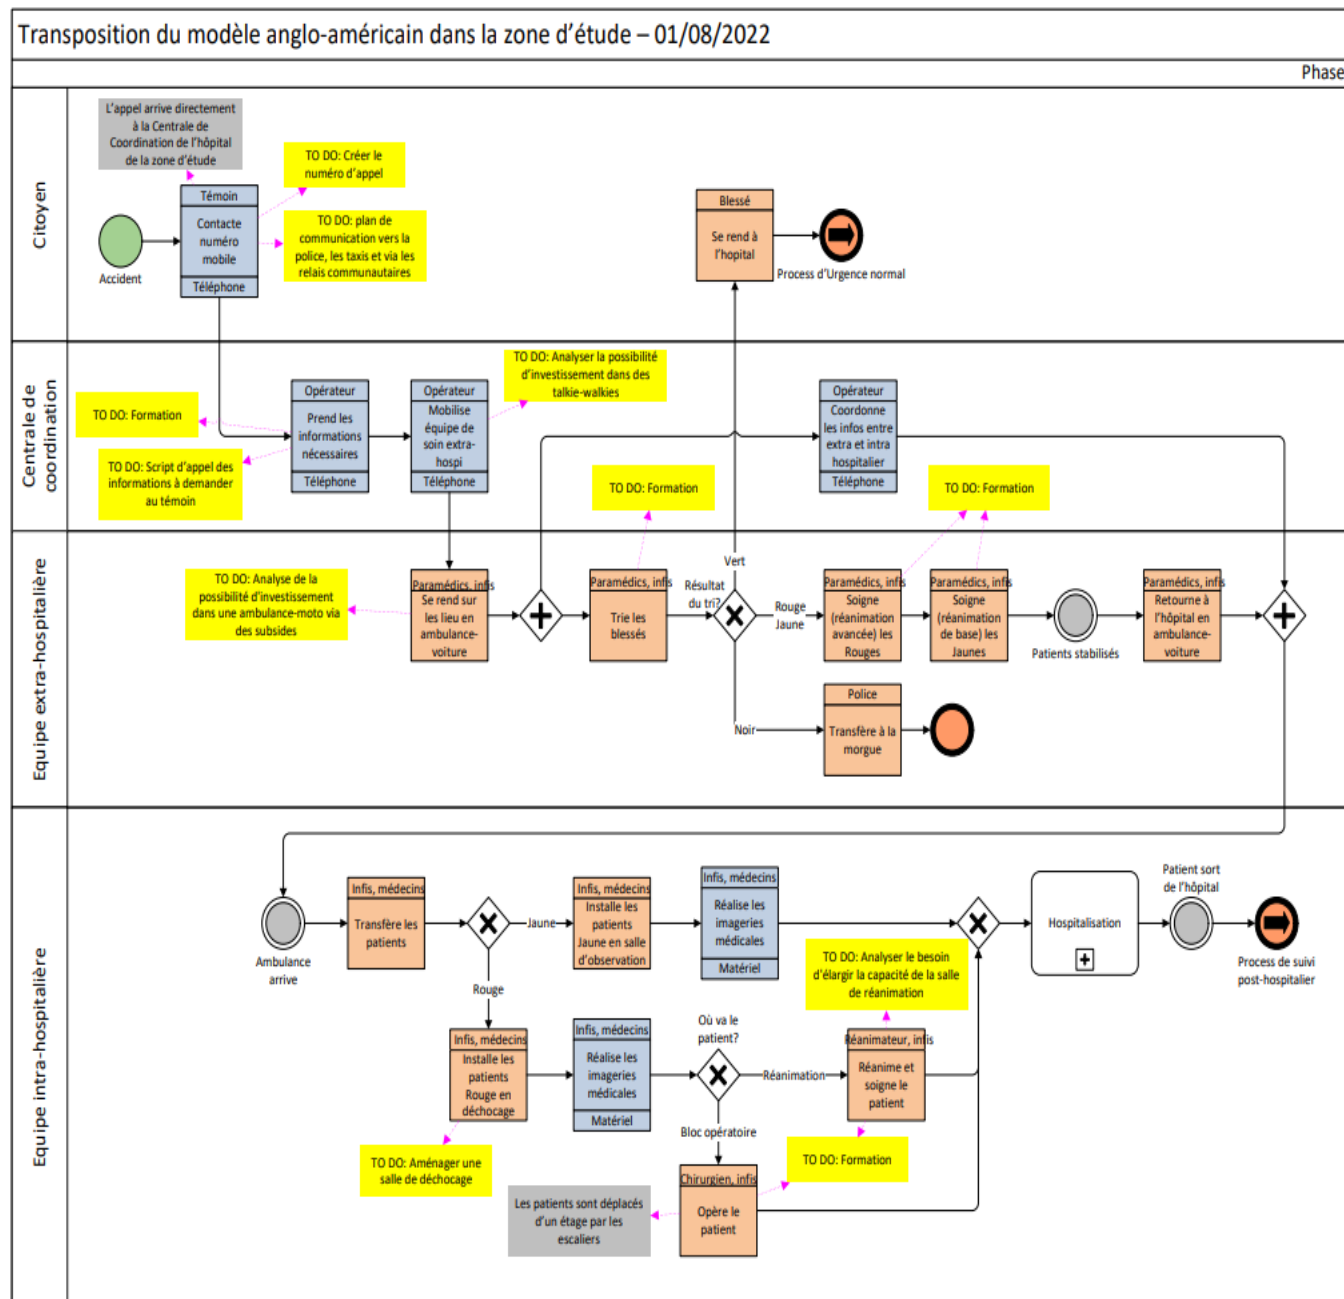 Transposition du modèle anglo-américain dans la zone d'étude – 01/08/2022
Phase
Citoyen
L'appel arrive directement
à la Centrale de
Coordination de l'hôpital
de la zone d'étude
TO DO: Créer le
numéro d'appel
Témoin
Contacte
numéro
mobile
Téléphone
TO DO: plan de
communication vers la
police, les taxis et via les
relais communautaires
Accident
Blessé
Se rend à
l'hopital
Process d'Urgence normal
Centrale de
coordination
TO DO: Formation
TO DO: Script d'appel des
informations à demander
au témoin
Opérateur
Prend les
informations
nécessaires
Téléphone
Opérateur
Mobilise
équipe de
soin extra-
hospi
Téléphone
TO DO: Analyser la possibilité
d'investissement dans des
talkie-walkies
TO DO: Formation
Opérateur
Coordonne
les infos entre
extra et intra
hospitalier
Téléphone
TO DO: Formation
Equipe extra-hospitalière
TO DO: Analyse de la
possibilité d'investissement
dans une ambulance-moto via
des subsides
Paramédics, infis
Se rend sur
les lieu en
ambulance-
voiture
Paramédics, infis
Trie les
blessés
Résultat
du tri?
Vert
Rouge
Jaune
Noir
Paramédics, infis
Soigne
(réanimation
avancée) les
Rouges
Paramédics, infis
Soigne
(réanimation
de base) les
Jaunes
Patients stabilisés
Paramédics, infis
Retourne à
l'hôpital en
ambulance-
voiture
Police
Transfère à la
morgue
Equipe intra-hospitalière
Ambulance
arrive
Infis, médecins
Transfère les
patients
Jaune
Rouge
Infis, médecins
Installe les
patients
Jaune en salle
d'observation
Infis, médecins
Réalise les
imageries
médicales
Matériel
TO DO: Analyser le besoin
d'élargir la capacité de la salle
de réanimation
Hospitalisation
Patient sort
de l'hôpital
Process de suivi
post-hospitalier
Infis, médecins
Installe les
patients
Rouge en
déchocage
TO DO: Aménager une
salle de déchocage
Infis, médecins
Réalise les
imageries
médicales
Matériel
Où va le
patient?
Réanimation
Bloc opératoire
Réanimateur, infis
Réanime et
soigne le
patient
TO DO: Formation
Chirurgien, infis
Opère le
patient
Les patients sont déplacés
d'un étage par les
escaliers